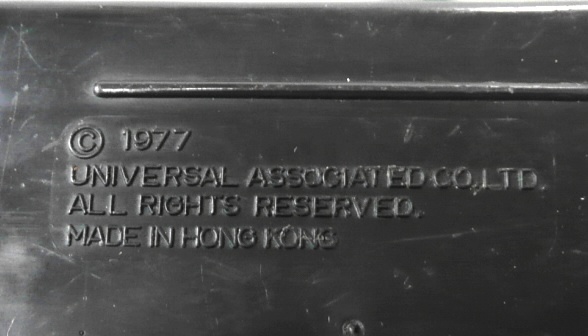 © 1977
UNIVERSAL ASSOCIATED CO., LTD.
ALL RIGHTS RESERVED.
MADE IN HONG KONG